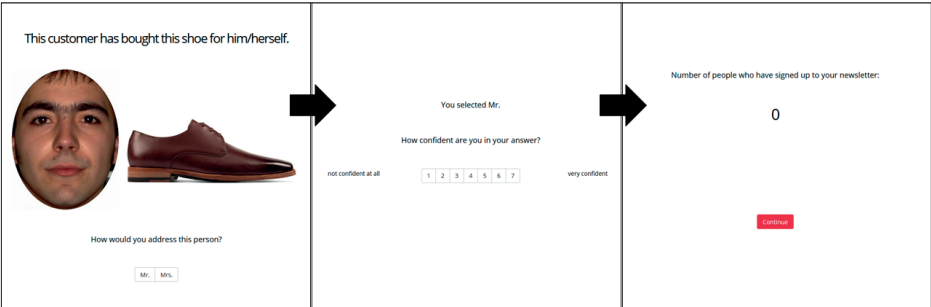 This customer has bought this shoe for him/herself.
How would you address this person?
Mr. Mrs.
You selected Mr.
How confident are you in your answer?
not confident at all 1 2 3 4 5 6 7 very confident
Number of people who have signed up to your newsletter:
0
Continue